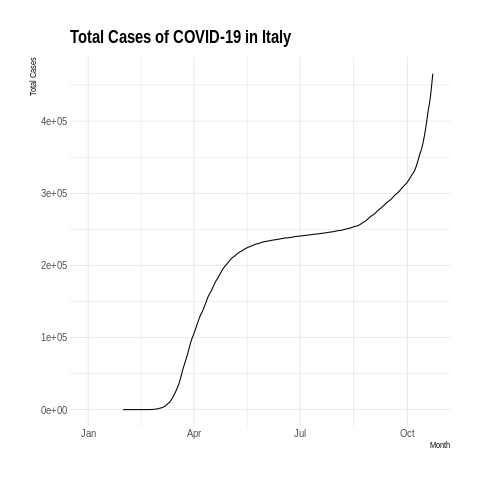 Total Cases of COVID-19 in Italy
Total Cases
4e+05
3e+05
2e+05
1e+05
0e+00
Jan Apr Jul Oct
Month